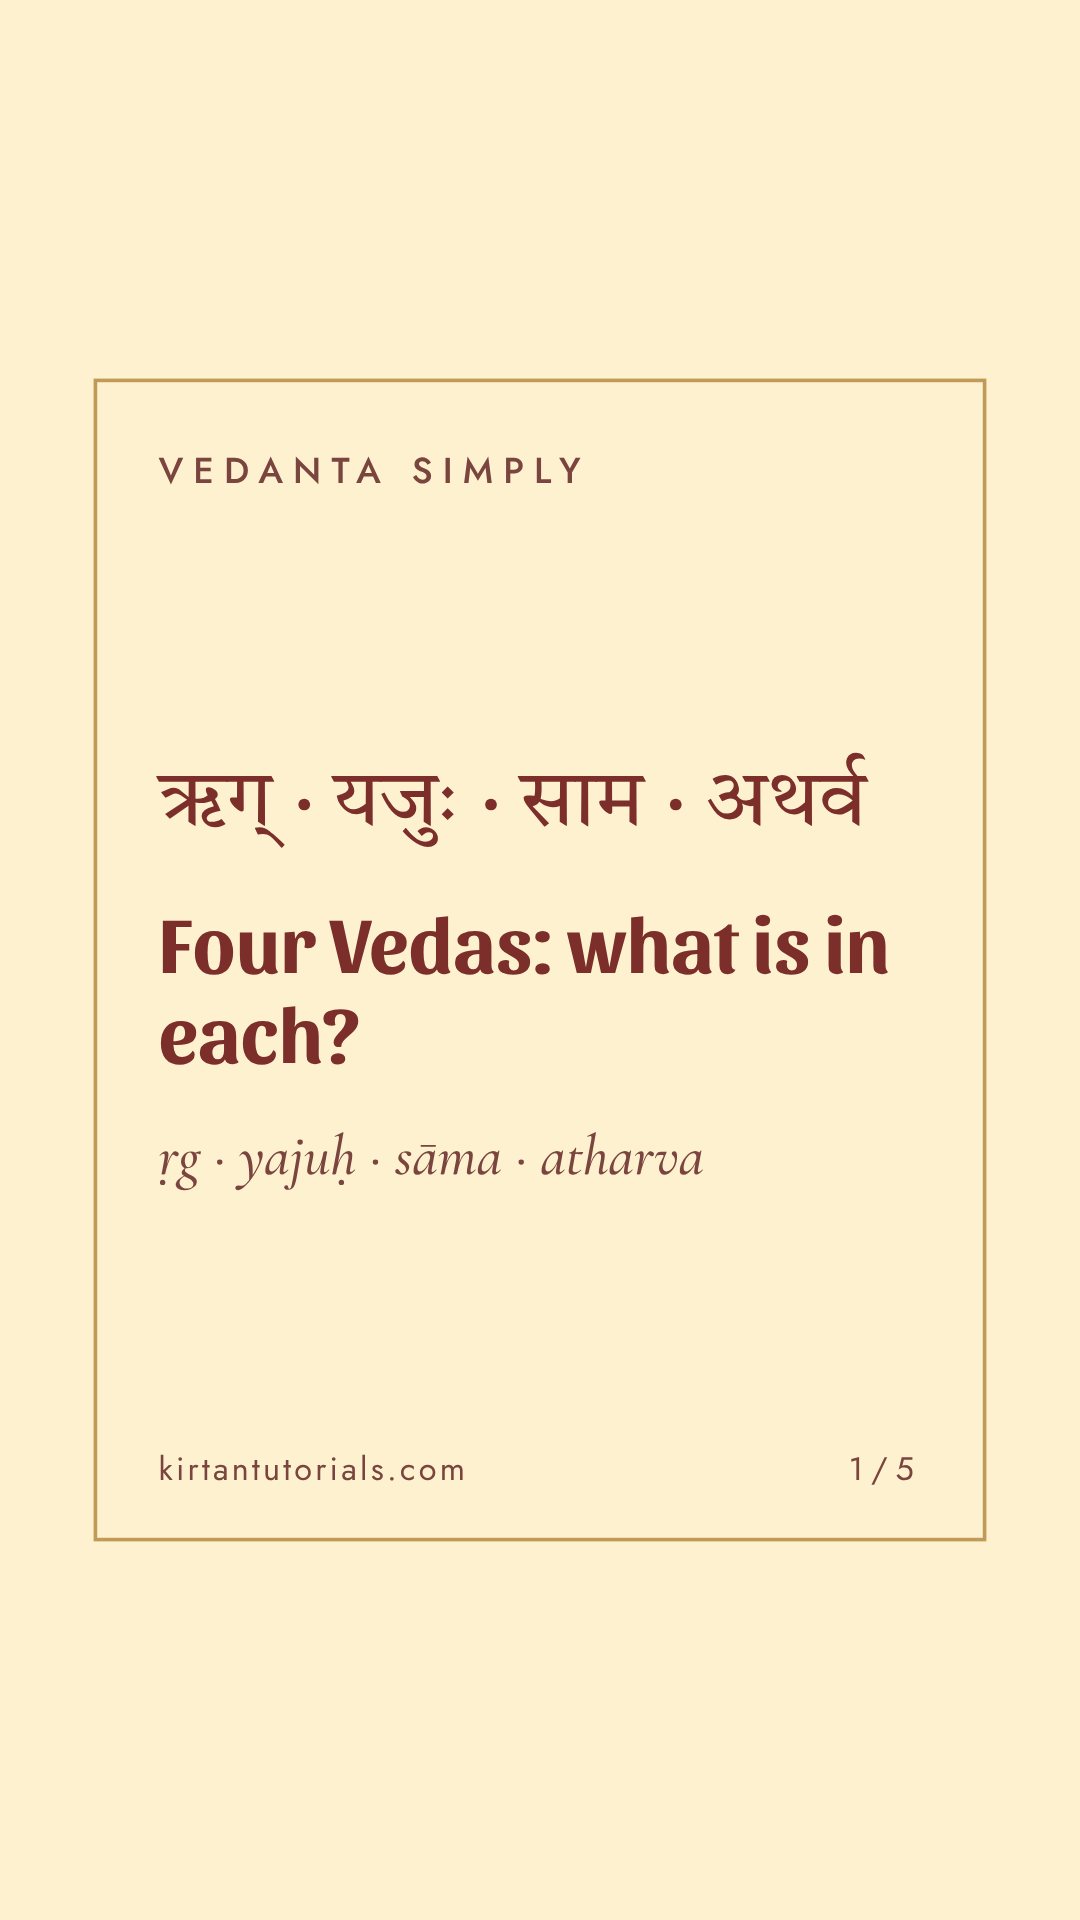 VEDANTA SIMPLY
ऋग् · यजुः · साम · अथर्व
Four Vedas: what is in
each?
ṛg · yajuḥ · sāma · atharva
kirtantutorials.com
1 / 5